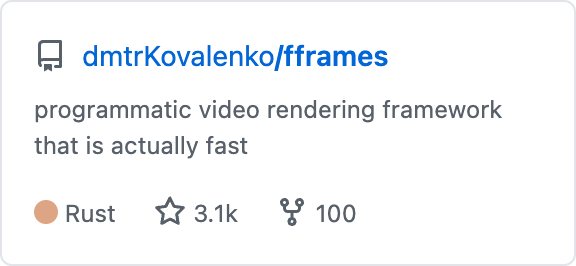 dmtrKovalenko/fframes
programmatic video rendering framework
that is actually fast
Rust 3.1k 100